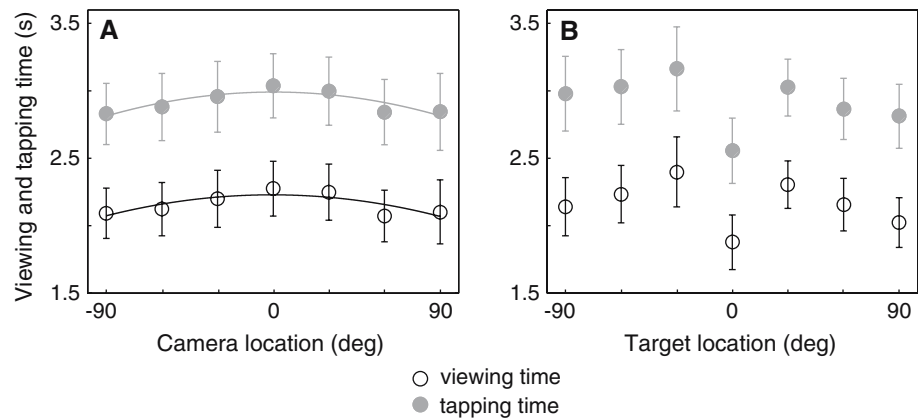 Viewing and tapping time (s)
3.5
2.5
1.5
A
-90
0
90
Camera location (deg)
B
3.5
2.5
1.5
-90
0
90
Target location (deg)
viewing time
tapping time